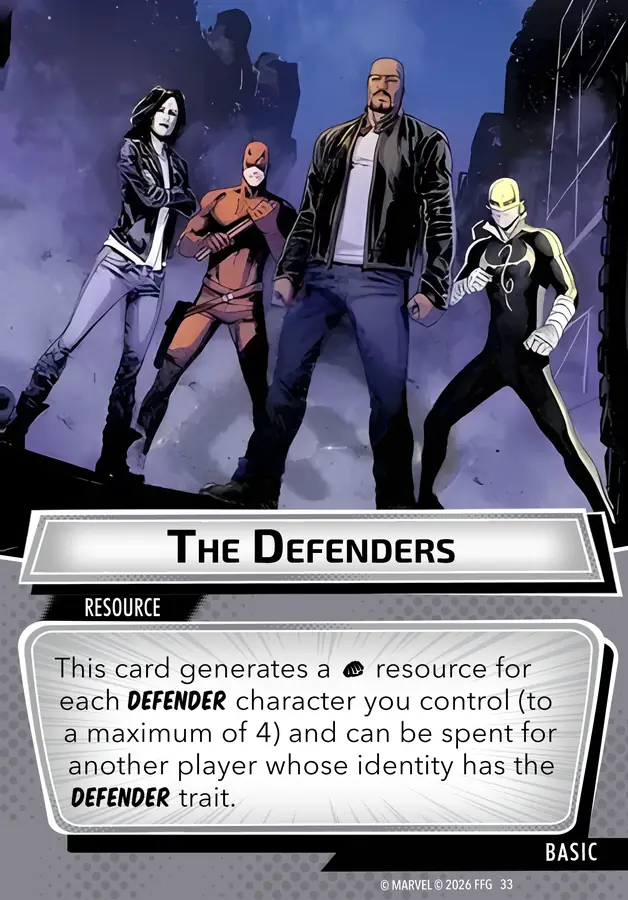 THE DEFENDERS
RESOURCE
This card generates a resource for
each DEFENDER character you control (to
a maximum of 4) and can be spent for
another player whose identity has the
DEFENDER trait.
BASIC
© MARVEL © 2026 FFG 33